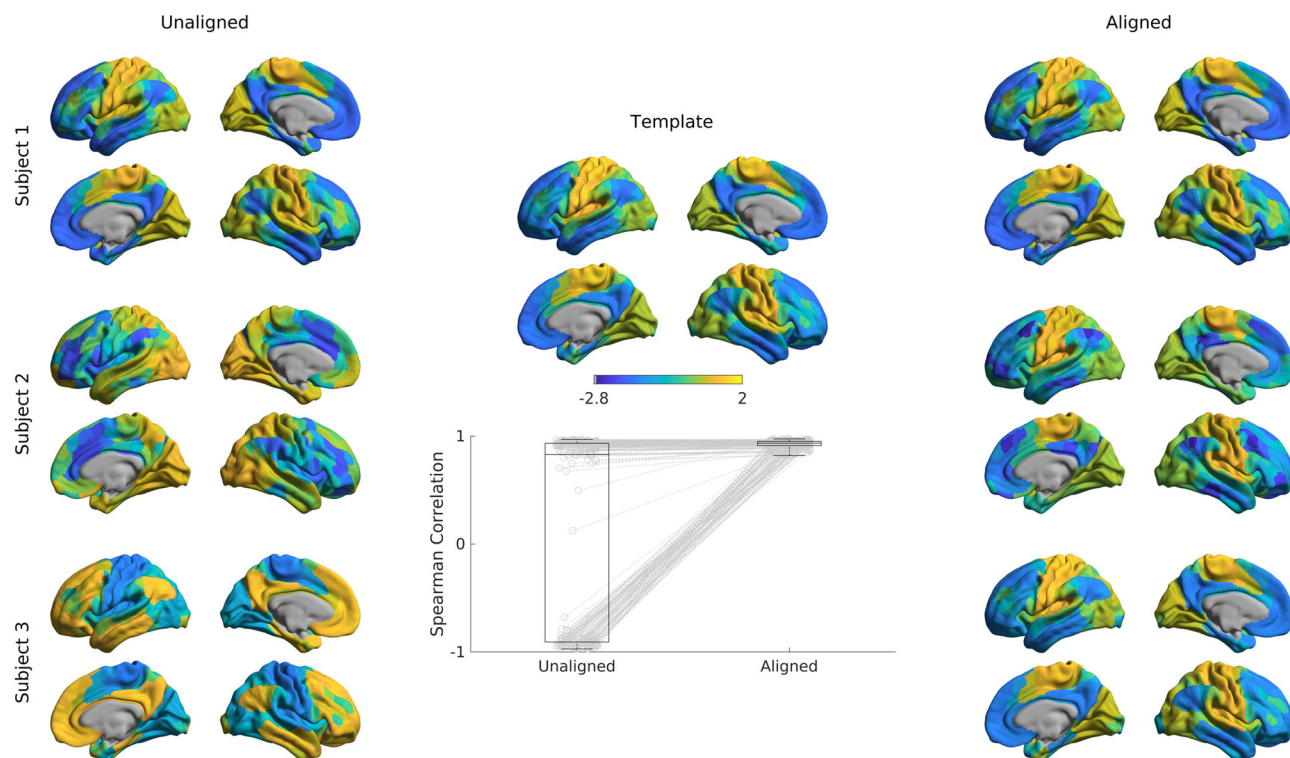 Unaligned
Aligned
Template
Subject 1
Subject 2
Subject 3
-2.8
2
Spearman Correlation
1
0
-1
Unaligned
Aligned